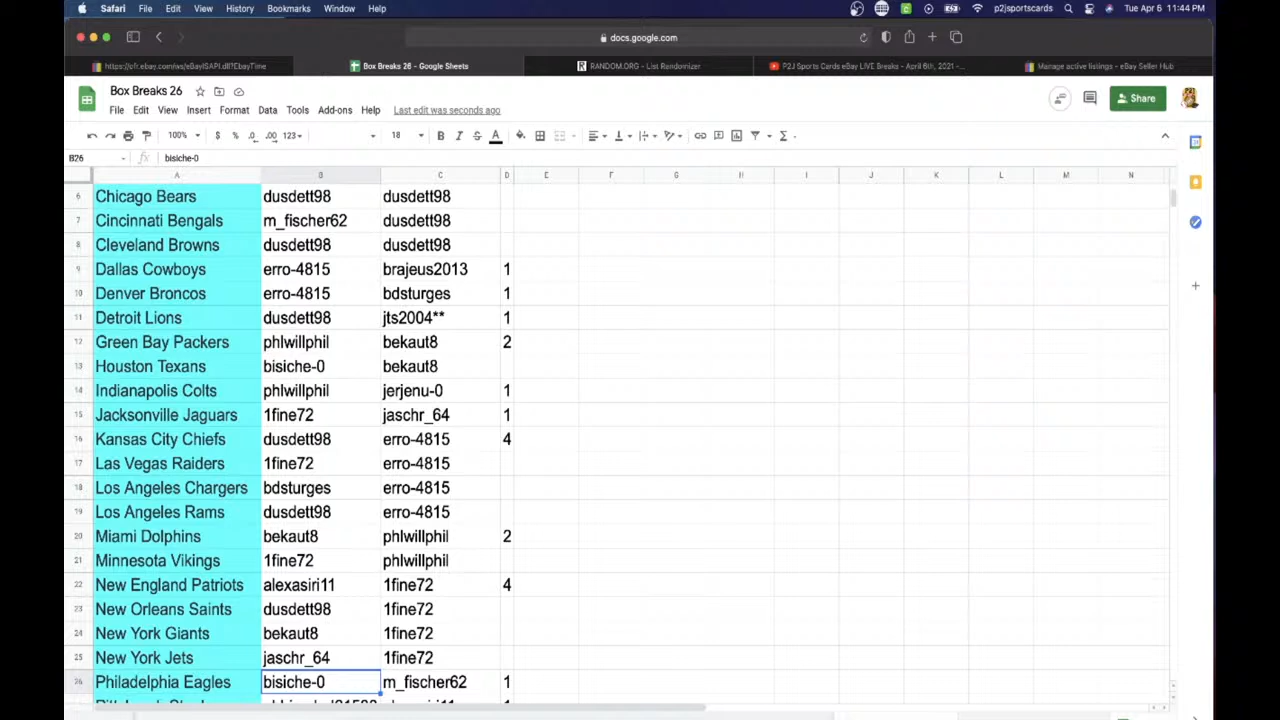 Safari File Edit View History Bookmarks Window Help p2jsportscards Tue Apr 6 11:44 PM
docs.google.com
https://ofr.ebay.com/ws/eBayISAPI.dll?EbayTime Box Breaks 26 - Google Sheets RANDOM.ORG - List Randomizer P2J Sports Cards eBay LIVE Breaks - April 6th, 2021 -... Manage active listings - eBay Seller Hub
Box Breaks 26
File Edit View Insert Format Data Tools Add-ons Help Last edit was seconds ago Share
100% $ % .0 .00 123 18 B I S A
B26 fx bisiche-0
A B C D E F G H I J K L M N
6 Chicago Bears dusdett98 dusdett98
7 Cincinnati Bengals m_fischer62 dusdett98
8 Cleveland Browns dusdett98 dusdett98
9 Dallas Cowboys erro-4815 brajeus2013 1
10 Denver Broncos erro-4815 bdsturges 1
11 Detroit Lions dusdett98 jts2004** 1
12 Green Bay Packers phlwillphil bekaut8 2
13 Houston Texans bisiche-0 bekaut8
14 Indianapolis Colts phlwillphil jerjenu-0 1
15 Jacksonville Jaguars 1fine72 jaschr_64 1
16 Kansas City Chiefs dusdett98 erro-4815 4
17 Las Vegas Raiders 1fine72 erro-4815
18 Los Angeles Chargers bdsturges erro-4815
19 Los Angeles Rams dusdett98 erro-4815
20 Miami Dolphins bekaut8 phlwillphil 2
21 Minnesota Vikings 1fine72 phlwillphil
22 New England Patriots alexasiri11 1fine72 4
23 New Orleans Saints dusdett98 1fine72
24 New York Giants bekaut8 1fine72
25 New York Jets jaschr_64 1fine72
26 Philadelphia Eagles bisiche-0 m_fischer62 1